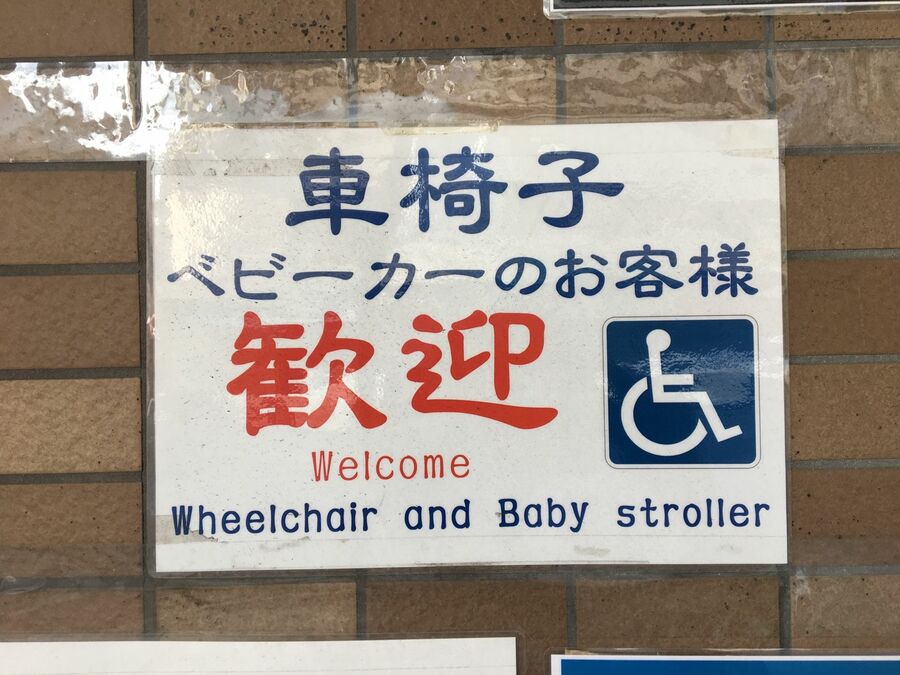 車椅子
ベビーカーのお客様
歓迎
Welcome
Wheelchair and Baby stroller